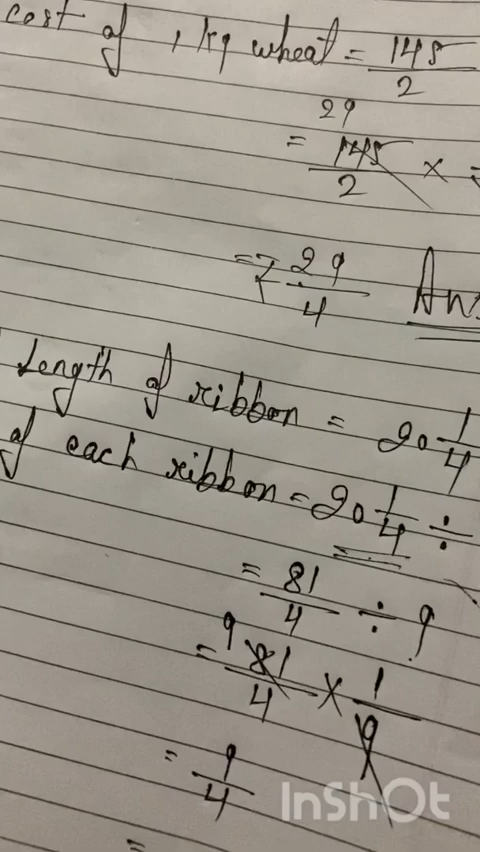 cost of 1 kg wheat = 145/2
29
= 145/2 ×
= ₹ 29/4 Ans
Length of ribbon = 20 1/4
of each ribbon = 20 1/4 ÷
= 81/4 ÷ 9
9
= 81/4 × 1/9
= 9/4
=
InShOt